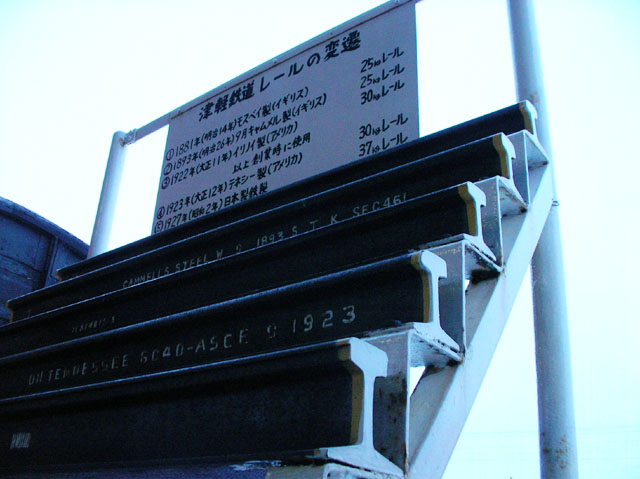 津軽鉄道レールの変遷
①1881年(明治14年)モスベイ製(イギリス) 25kgレール
②1893年(明治26年)9月キャムメル製(イギリス) 25kgレール
③1922年(大正11年)イリノイ製(アメリカ) 30kgレール
以上創業時に使用
④1923年(大正12年)テネシー製(アメリカ) 30kgレール
⑤1927年(昭和2年)日本製鉄製 37kgレール
CAMMELLS STEEL W 9 1893 S T K SEC461
TENNESSEE 6040-ASCE 9 1923